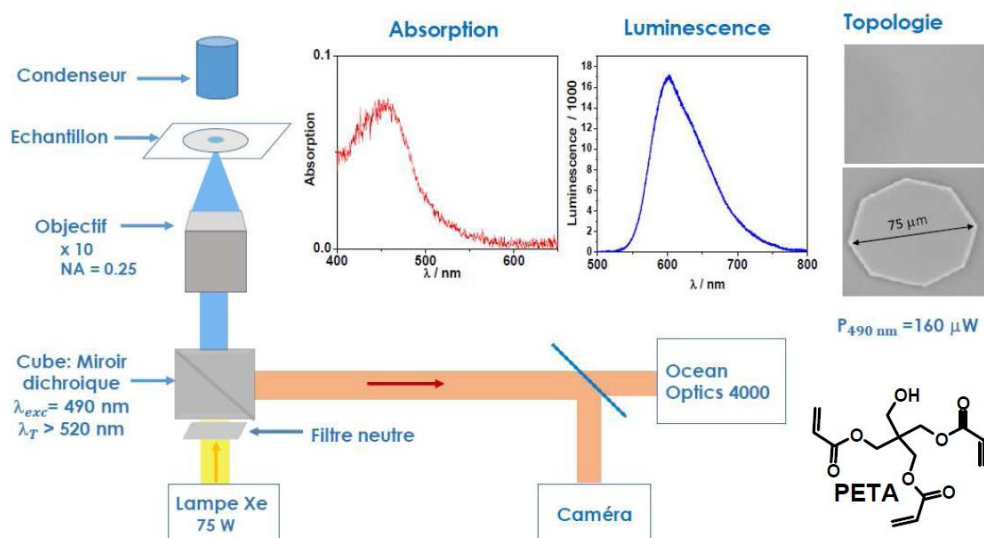 Condenseur
Echantillon
Objectif
x 10
NA = 0.25
Cube: Miroir
dichroique
λexc= 490 nm
λT > 520 nm
Filtre neutre
Lampe Xe
75 W
Caméra
Ocean
Optics 4000
Absorption
0.1
Absorption
0.0
400
500
600
λ / nm
Luminescence
Luminescence / 1000
18
16
14
12
10
8
6
4
2
0
500
600
700
800
λ / nm
Topologie
75 µm
P490 nm =160 µW
OH
O
O
O
O
O
O
PETA